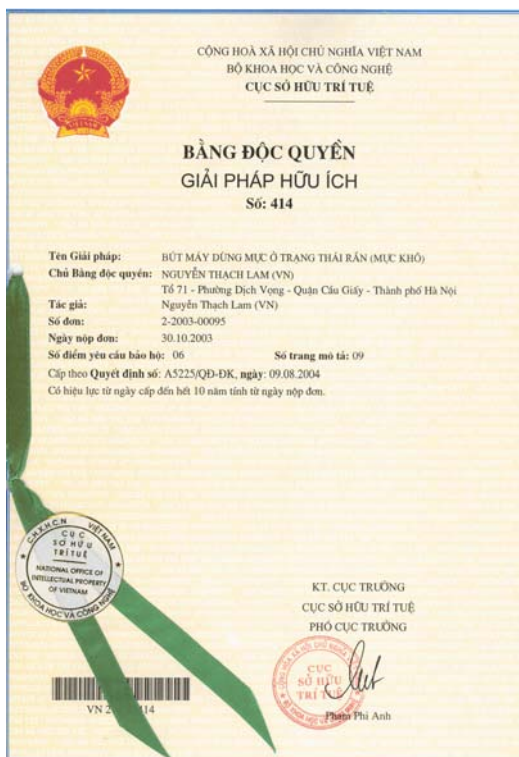 CỘNG HOÀ XÃ HỘI CHỦ NGHĨA VIỆT NAM
BỘ KHOA HỌC VÀ CÔNG NGHỆ
CỤC SỞ HỮU TRÍ TUỆ
BẰNG ĐỘC QUYỀN
GIẢI PHÁP HỮU ÍCH
Số: 414
Tên Giải pháp: BÚT MÁY DÙNG MỰC Ở TRẠNG THÁI RẮN (MỰC KHÔ)
Chủ Bằng độc quyền: NGUYỄN THẠCH LAM (VN)
Tổ 71 - Phường Dịch Vọng - Quận Cầu Giấy - Thành phố Hà Nội
Tác giả: Nguyễn Thạch Lam (VN)
Số đơn: 2-2003-00095
Ngày nộp đơn: 30.10.2003
Số điểm yêu cầu bảo hộ: 06 Số trang mô tả: 09
Cấp theo Quyết định số: A5225/QĐ-ĐK, ngày: 09.08.2004
Có hiệu lực từ ngày cấp đến hết 10 năm tính từ ngày nộp đơn.
C.H.X.H.C.N VIỆT NAM
CỤC
SỞ HỮU
TRÍ TUỆ
NATIONAL OFFICE OF
INTELLECTUAL PROPERTY
OF VIETNAM
BỘ KHOA HỌC VÀ CÔNG NGHỆ
KT. CỤC TRƯỞNG
CỤC SỞ HỮU TRÍ TUỆ
PHÓ CỤC TRƯỞNG
CỤC
SỞ HỮU
TRÍ TUỆ
Phạm Phi Anh
VN 2 14